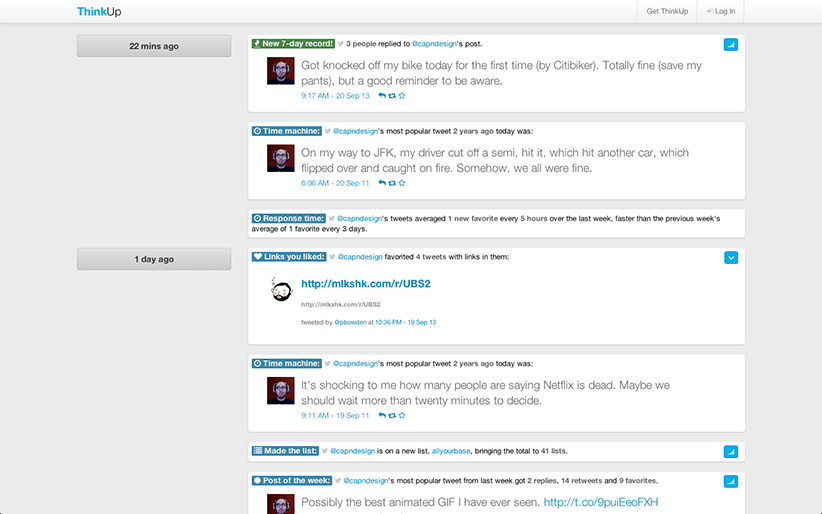 ThinkUp
Get ThinkUp
Log In
22 mins ago
New 7-day record! 3 people replied to @capndesign's post.
Got knocked off my bike today for the first time (by Citibiker). Totally fine (save my
pants), but a good reminder to be aware.
9:17 AM - 20 Sep 13
Time machine: @capndesign's most popular tweet 2 years ago today was:
On my way to JFK, my driver cut off a semi, hit it, which hit another car, which
flipped over and caught on fire. Somehow, we all were fine.
6:06 AM - 20 Sep 11
Response time: @capndesign's tweets averaged 1 new favorite every 5 hours over the last week, faster than the previous week's
average of 1 favorite every 3 days.
1 day ago
Links you liked: @capndesign favorited 4 tweets with links in them:
http://mlkshk.com/r/UBS2
http://mlkshk.com/r/UBS2
tweeted by @pbowden at 10:36 PM - 19 Sep 13
Time machine: @capndesign's most popular tweet 2 years ago today was:
It's shocking to me how many people are saying Netflix is dead. Maybe we
should wait more than twenty minutes to decide.
9:11 AM - 19 Sep 11
Made the list: @capndesign is on a new list, allyourbase, bringing the total to 41 lists.
Post of the week: @capndesign's most popular tweet from last week got 2 replies, 14 retweets and 9 favorites.
Possibly the best animated GIF I have ever seen. http://t.co/9puiEeoFXH